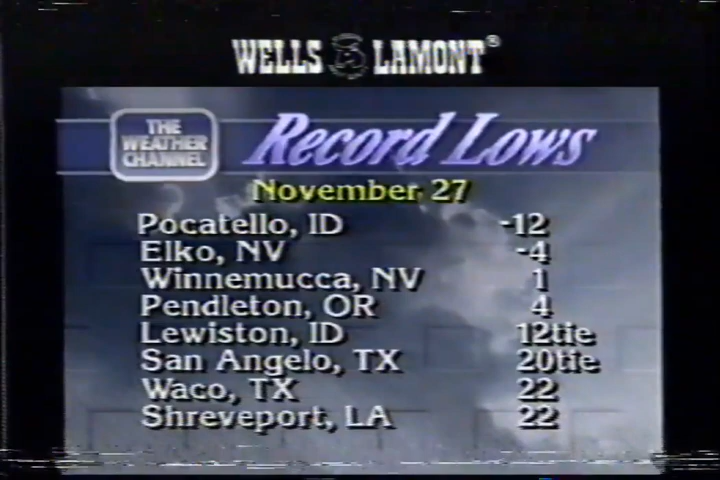 WELLS LAMONT®
THE WEATHER CHANNEL
Record Lows
November 27
Pocatello, ID -12
Elko, NV -4
Winnemucca, NV 1
Pendleton, OR 4
Lewiston, ID 12tie
San Angelo, TX 20tie
Waco, TX 22
Shreveport, LA 22